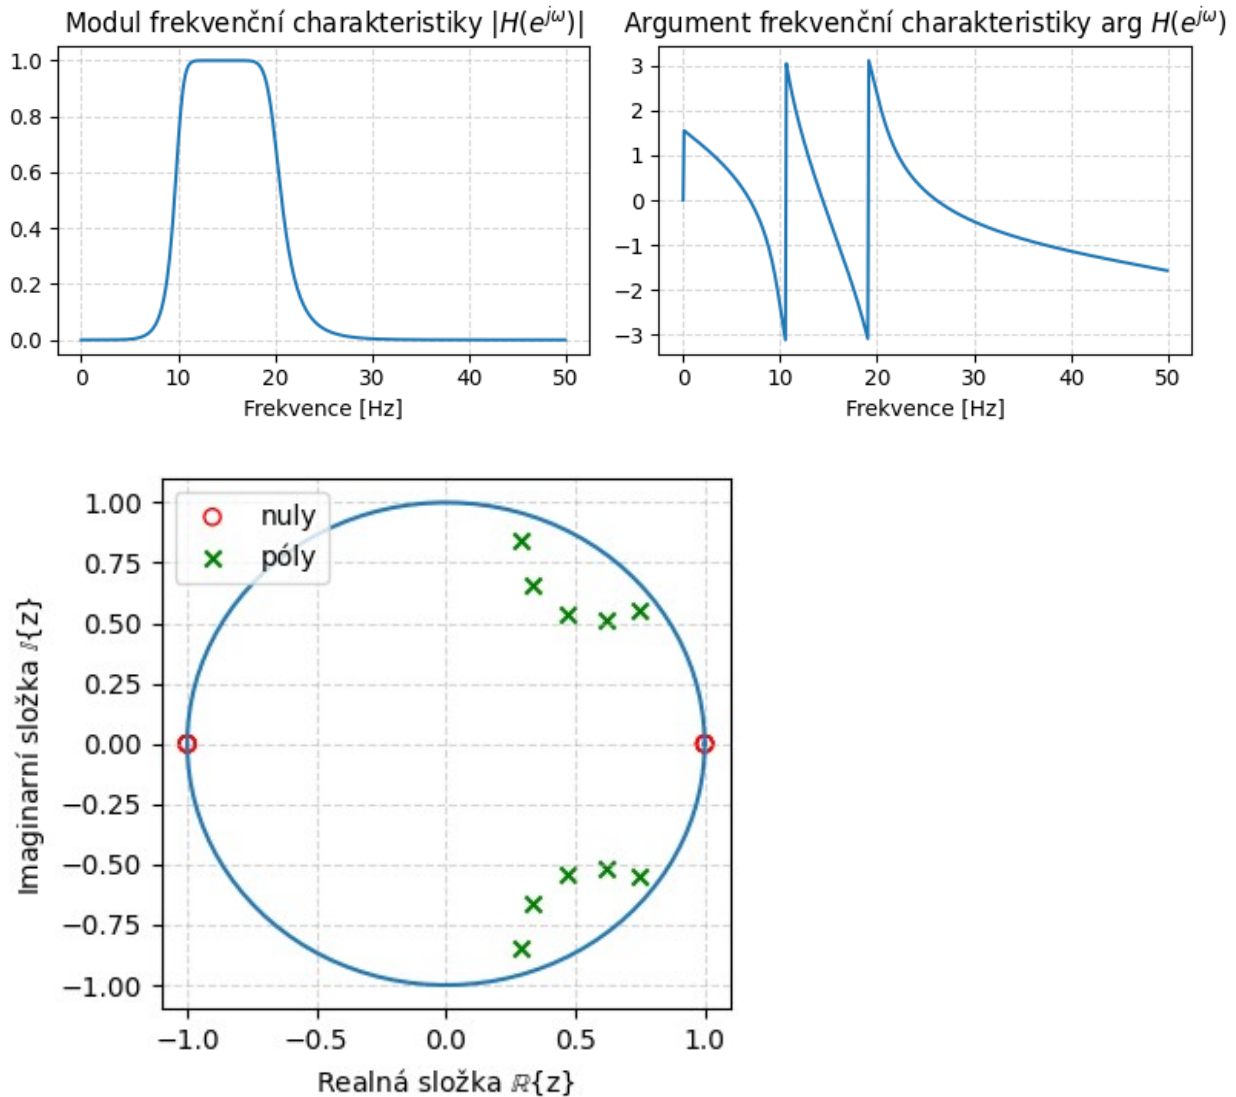 Modul frekvenční charakteristiky |H(e^{jω})|
1.0
0.8
0.6
0.4
0.2
0.0
0 10 20 30 40 50
Frekvence [Hz]
Argument frekvenční charakteristiky arg H(e^{jω})
3
2
1
0
−1
−2
−3
0 10 20 30 40 50
Frekvence [Hz]
nuly
póly
Imaginarní složka 𝕀{z}
1.00
0.75
0.50
0.25
0.00
−0.25
−0.50
−0.75
−1.00
−1.0 −0.5 0.0 0.5 1.0
Realná složka ℝ{z}